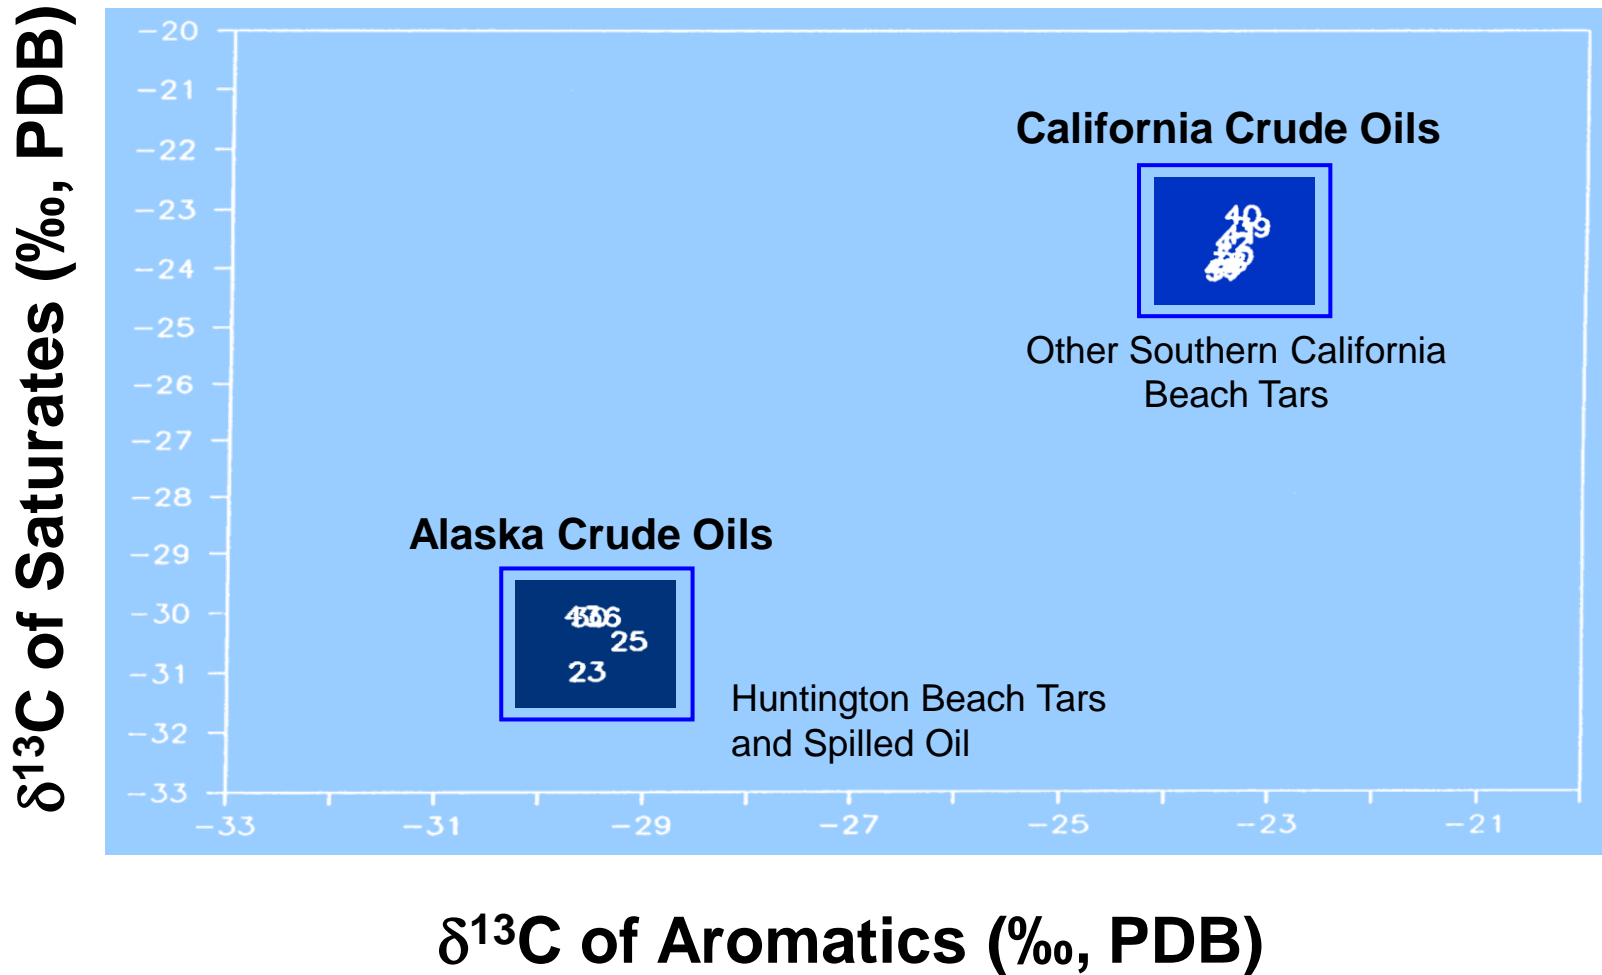 δ13C of Saturates (‰, PDB)
−20
−21
−22
−23
−24
−25
−26
−27
−28
−29
−30
−31
−32
−33
California Crude Oils
40
Other Southern California
Beach Tars
Alaska Crude Oils
25
23
Huntington Beach Tars
and Spilled Oil
−33 −31 −29 −27 −25 −23 −21
δ13C of Aromatics (‰, PDB)